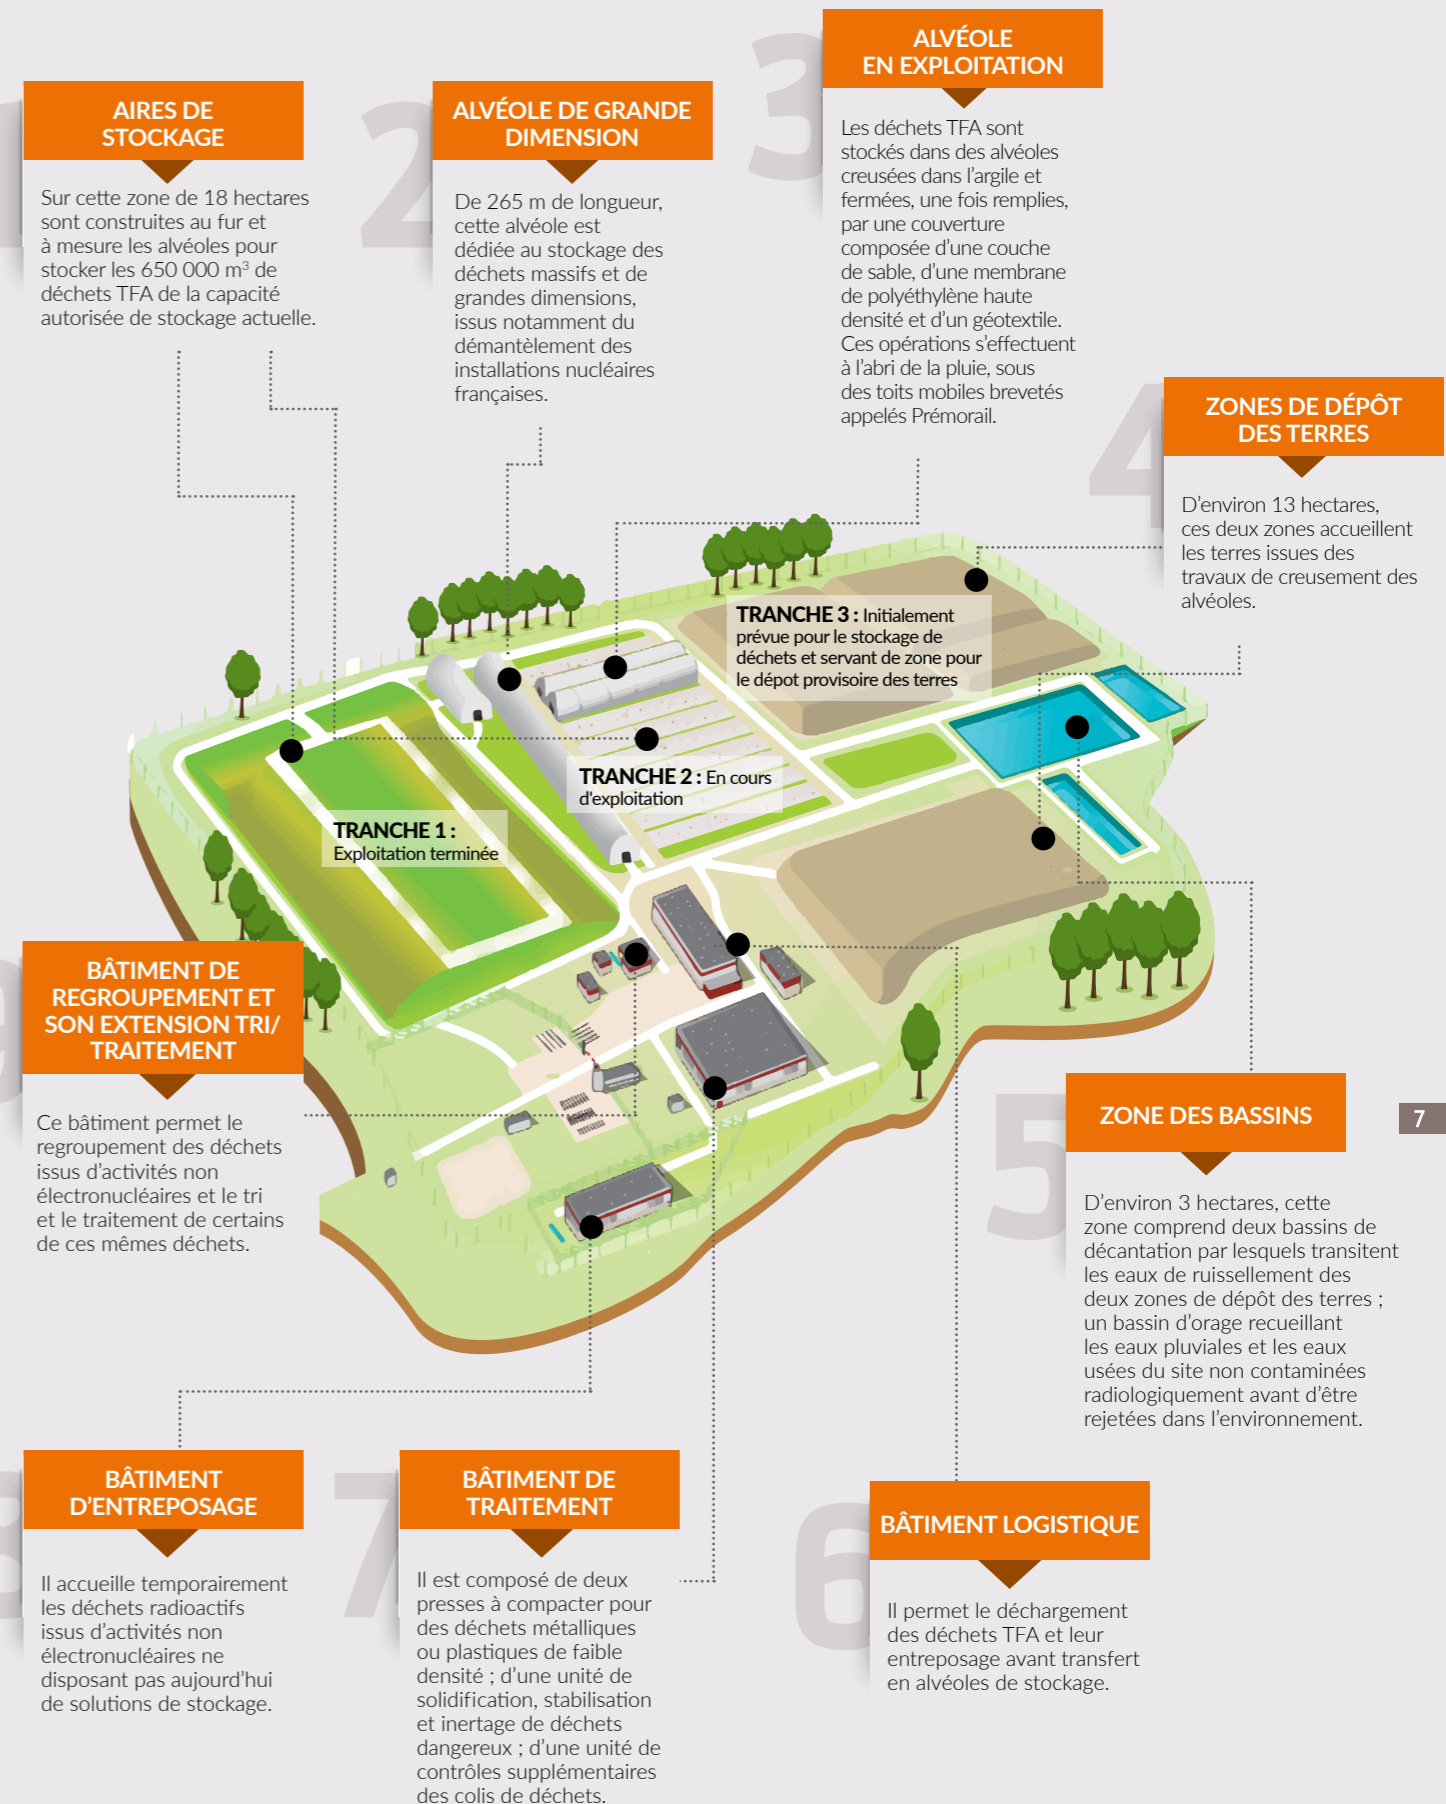 1
AIRES DE
STOCKAGE
Sur cette zone de 18 hectares
sont construites au fur et
à mesure les alvéoles pour
stocker les 650 000 m³ de
déchets TFA de la capacité
autorisée de stockage actuelle.
2
ALVÉOLE DE GRANDE
DIMENSION
De 265 m de longueur,
cette alvéole est
dédiée au stockage des
déchets massifs et de
grandes dimensions,
issus notamment du
démantèlement des
installations nucléaires
françaises.
3
ALVÉOLE
EN EXPLOITATION
Les déchets TFA sont
stockés dans des alvéoles
creusées dans l’argile et
fermées, une fois remplies,
par une couverture
composée d’une couche
de sable, d’une membrane
de polyéthylène haute
densité et d’un géotextile.
Ces opérations s’effectuent
à l’abri de la pluie, sous
des toits mobiles brevetés
appelés Prémorail.
4
ZONES DE DÉPÔT
DES TERRES
D’environ 13 hectares,
ces deux zones accueillent
les terres issues des
travaux de creusement des
alvéoles.
TRANCHE 3 : Initialement
prévue pour le stockage de
déchets et servant de zone pour
le dépot provisoire des terres
TRANCHE 2 : En cours
d'exploitation
TRANCHE 1 :
Exploitation terminée
9
BÂTIMENT DE
REGROUPEMENT ET
SON EXTENSION TRI/
TRAITEMENT
Ce bâtiment permet le
regroupement des déchets
issus d’activités non
électronucléaires et le tri
et le traitement de certains
de ces mêmes déchets.
5
ZONE DES BASSINS
D’environ 3 hectares, cette
zone comprend deux bassins de
décantation par lesquels transitent
les eaux de ruissellement des
deux zones de dépôt des terres ;
un bassin d’orage recueillant
les eaux pluviales et les eaux
usées du site non contaminées
radiologiquement avant d’être
rejetées dans l’environnement.
7
8
BÂTIMENT
D’ENTREPOSAGE
Il accueille temporairement
les déchets radioactifs
issus d’activités non
électronucléaires ne
disposant pas aujourd’hui
de solutions de stockage.
7
BÂTIMENT DE
TRAITEMENT
Il est composé de deux
presses à compacter pour
des déchets métalliques
ou plastiques de faible
densité ; d’une unité de
solidification, stabilisation
et inertage de déchets
dangereux ; d’une unité de
contrôles supplémentaires
des colis de déchets.
6
BÂTIMENT LOGISTIQUE
Il permet le déchargement
des déchets TFA et leur
entreposage avant transfert
en alvéoles de stockage.